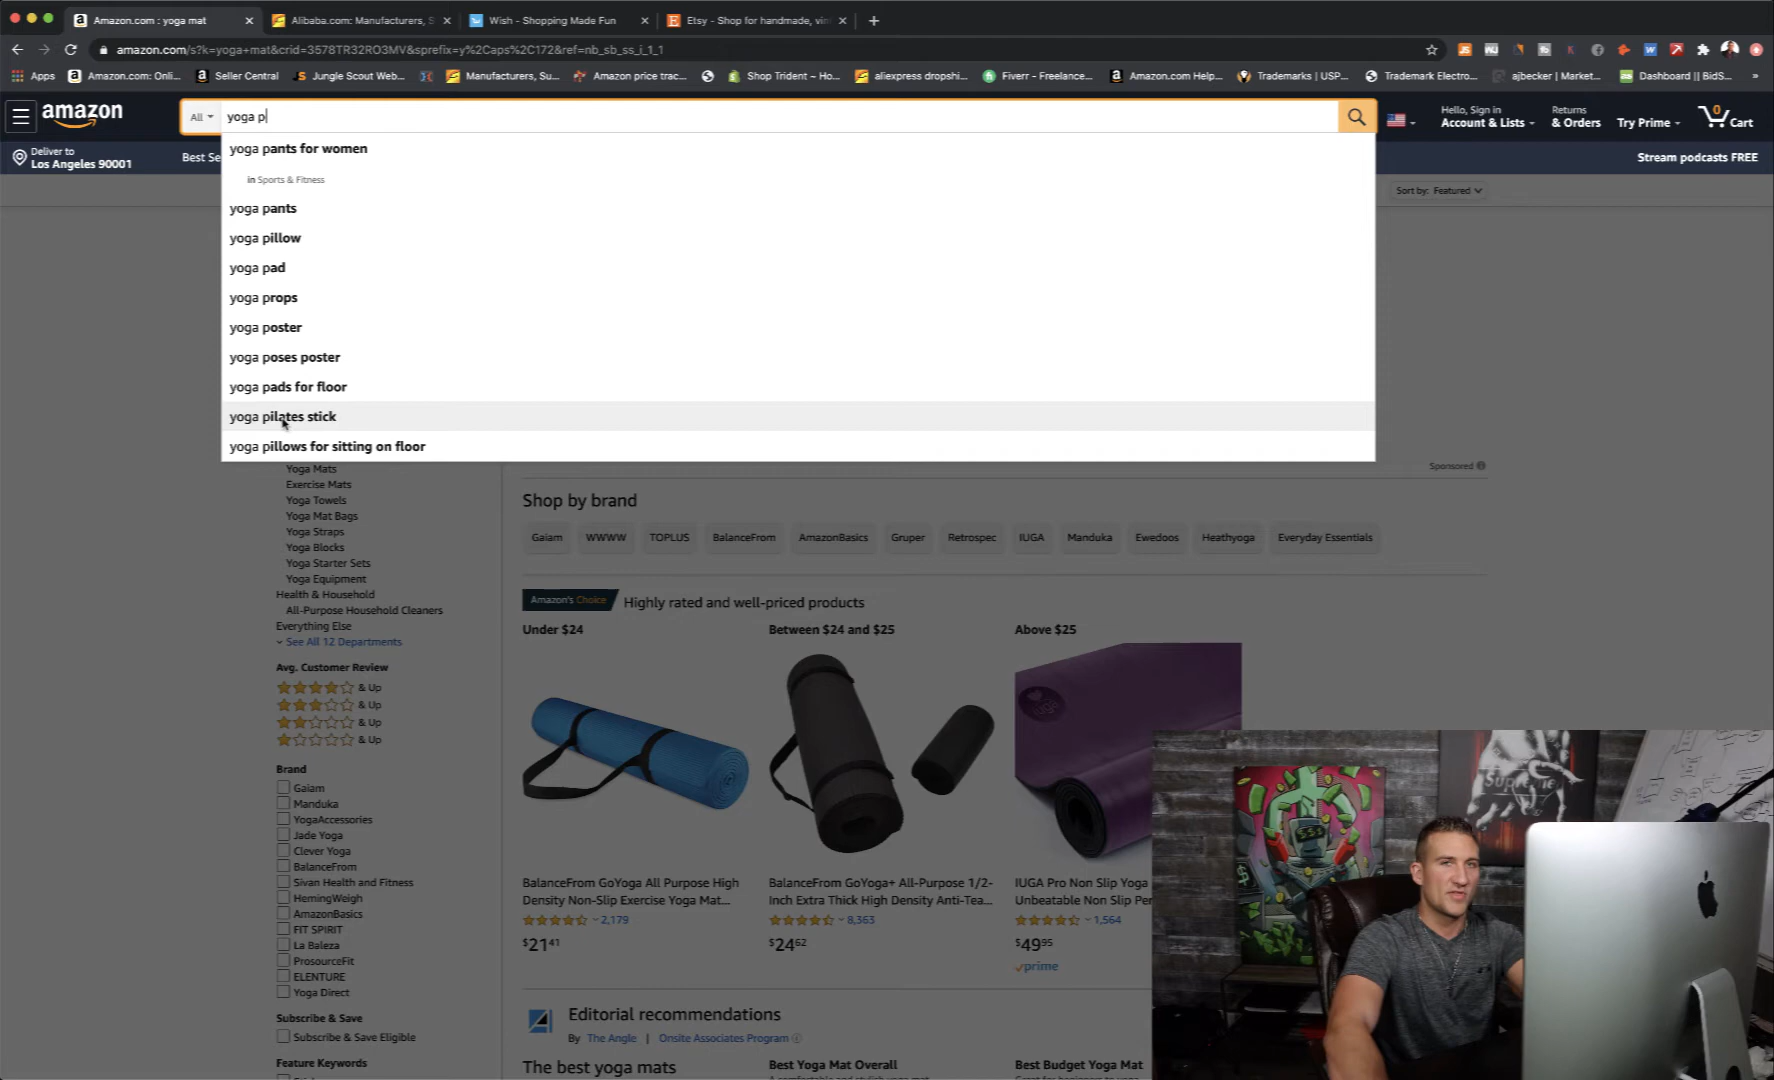 Amazon.com : yoga mat
Alibaba.com: Manufacturers, S
Wish - Shopping Made Fun
Etsy - Shop for handmade, vin
amazon.com/s?k=yoga+mat&crid=3578TR32RO3MV&sprefix=y%2Caps%2C172&ref=nb_sb_ss_i_1_1
Apps
Amazon.com: Onli...
Seller Central
Jungle Scout Web...
Manufacturers, Su...
Amazon price trac...
Shop Trident ~ Ho...
aliexpress dropshi...
Fiverr - Freelance...
Amazon.com Help...
Trademarks | USP...
Trademark Electro...
ajbecker | Market...
Dashboard || BidS...
amazon
All
yoga p
Hello, Sign in
Account & Lists
Returns
& Orders
Try Prime
0
Cart
Deliver to
Los Angeles 90001
Best Se
Stream podcasts FREE
Sort by: Featured
yoga pants for women
in Sports & Fitness
yoga pants
yoga pillow
yoga pad
yoga props
yoga poster
yoga poses poster
yoga pads for floor
yoga pilates stick
yoga pillows for sitting on floor
Sponsored
Yoga Mats
Exercise Mats
Yoga Towels
Yoga Mat Bags
Yoga Straps
Yoga Blocks
Yoga Starter Sets
Yoga Equipment
Health & Household
All-Purpose Household Cleaners
Everything Else
See All 12 Departments
Avg. Customer Review
& Up
& Up
& Up
& Up
Brand
Gaiam
Manduka
YogaAccessories
Jade Yoga
Clever Yoga
BalanceFrom
Sivan Health and Fitness
HemingWeigh
AmazonBasics
FIT SPIRIT
La Baleza
ProsourceFit
ELENTURE
Yoga Direct
Subscribe & Save
Subscribe & Save Eligible
Feature Keywords
Shop by brand
Gaiam
WWWW
TOPLUS
BalanceFrom
AmazonBasics
Gruper
Retrospec
IUGA
Manduka
Ewedoos
Heathyoga
Everyday Essentials
Amazon's Choice
Highly rated and well-priced products
Under $24
Between $24 and $25
Above $25
BalanceFrom GoYoga All Purpose High
Density Non-Slip Exercise Yoga Mat...
2,179
$21 41
BalanceFrom GoYoga+ All-Purpose 1/2-
Inch Extra Thick High Density Anti-Tea...
8,363
$24 62
IUGA Pro Non Slip Yoga
Unbeatable Non Slip Per
1,564
$49 95
prime
Editorial recommendations
By The Angle | Onsite Associates Program
The best yoga mats
Best Yoga Mat Overall
Best Budget Yoga Mat